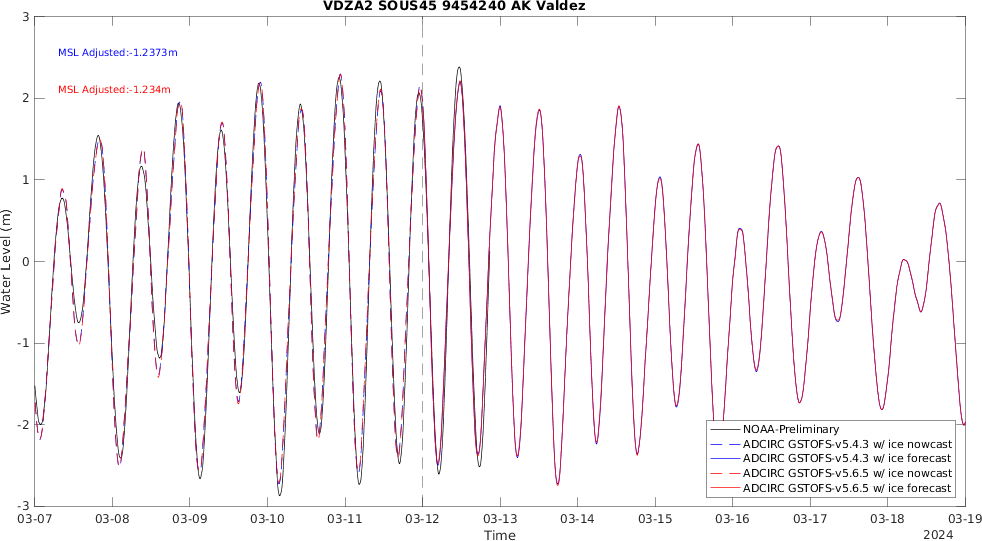 VDZA2 SOUS45 9454240 AK Valdez
3
2
1
0
-1
-2
-3
Water Level (m)
MSL Adjusted:-1.2373m
MSL Adjusted:-1.234m
NOAA-Preliminary
ADCIRC GSTOFS-v5.4.3 w/ ice nowcast
ADCIRC GSTOFS-v5.4.3 w/ ice forecast
ADCIRC GSTOFS-v5.6.5 w/ ice nowcast
ADCIRC GSTOFS-v5.6.5 w/ ice forecast
03-07 03-08 03-09 03-10 03-11 03-12 03-13 03-14 03-15 03-16 03-17 03-18 03-19
Time
2024